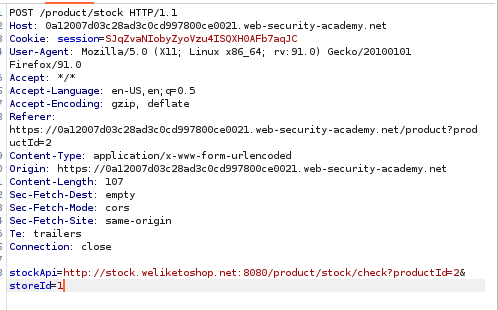 POST /product/stock HTTP/1.1
Host: 0a12007d03c28ad3c0cd997800ce0021.web-security-academy.net
Cookie: session=SJqZvaNIobyZyoVzu4ISQXH0AFb7aqJC
User-Agent: Mozilla/5.0 (X11; Linux x86_64; rv:91.0) Gecko/20100101
Firefox/91.0
Accept: */*
Accept-Language: en-US,en;q=0.5
Accept-Encoding: gzip, deflate
Referer:
https://0a12007d03c28ad3c0cd997800ce0021.web-security-academy.net/product?prod
uctId=2
Content-Type: application/x-www-form-urlencoded
Origin: https://0a12007d03c28ad3c0cd997800ce0021.web-security-academy.net
Content-Length: 107
Sec-Fetch-Dest: empty
Sec-Fetch-Mode: cors
Sec-Fetch-Site: same-origin
Te: trailers
Connection: close

stockApi=http://stock.weliketoshop.net:8080/product/stock/check?productId=2&
storeId=1